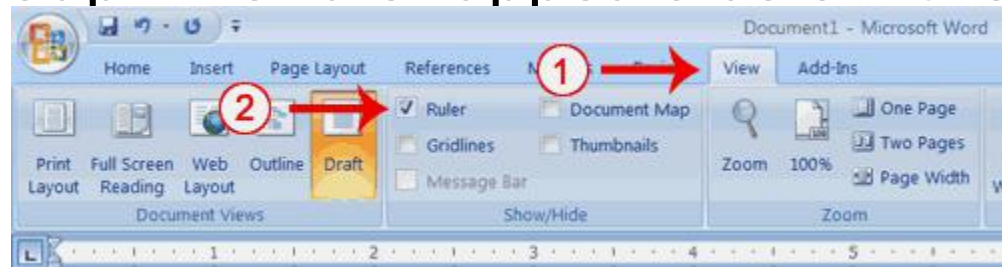 Document1 - Microsoft Word
Home Insert Page Layout References View Add-Ins
1
2
Ruler Document Map
Gridlines Thumbnails
Message Bar
Print Layout
Full Screen Reading
Web Layout
Outline
Draft
Zoom
100%
One Page
Two Pages
Page Width
Document Views Show/Hide Zoom
L 1 2 3 4 5